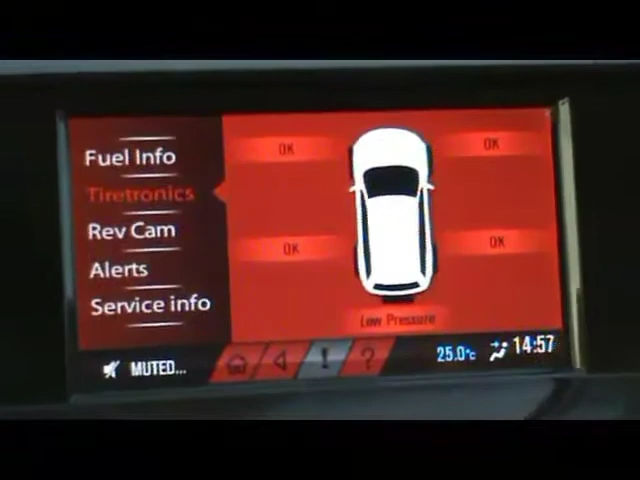 Fuel Info
Tiretronics
Rev Cam
Alerts
Service info
OK
OK
OK
OK
Low Pressure
MUTED...
!
?
25.0°c
14:57